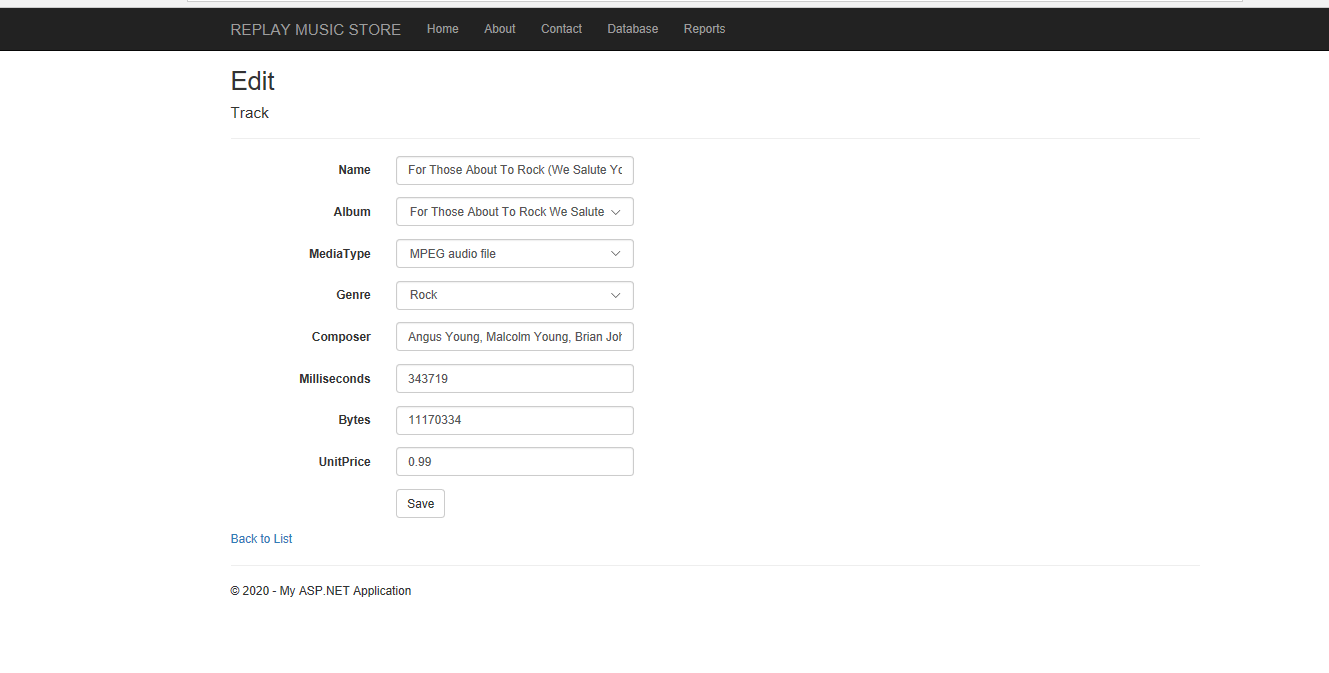 REPLAY MUSIC STORE Home About Contact Database Reports
Edit
Track
Name For Those About To Rock (We Salute
Album For Those About To Rock We Salute
MediaType MPEG audio file
Genre Rock
Composer Angus Young, Malcolm Young, Brian
Milliseconds 343719
Bytes 11170334
UnitPrice 0.99
Save
Back to List
© 2020 - My ASP.NET Application